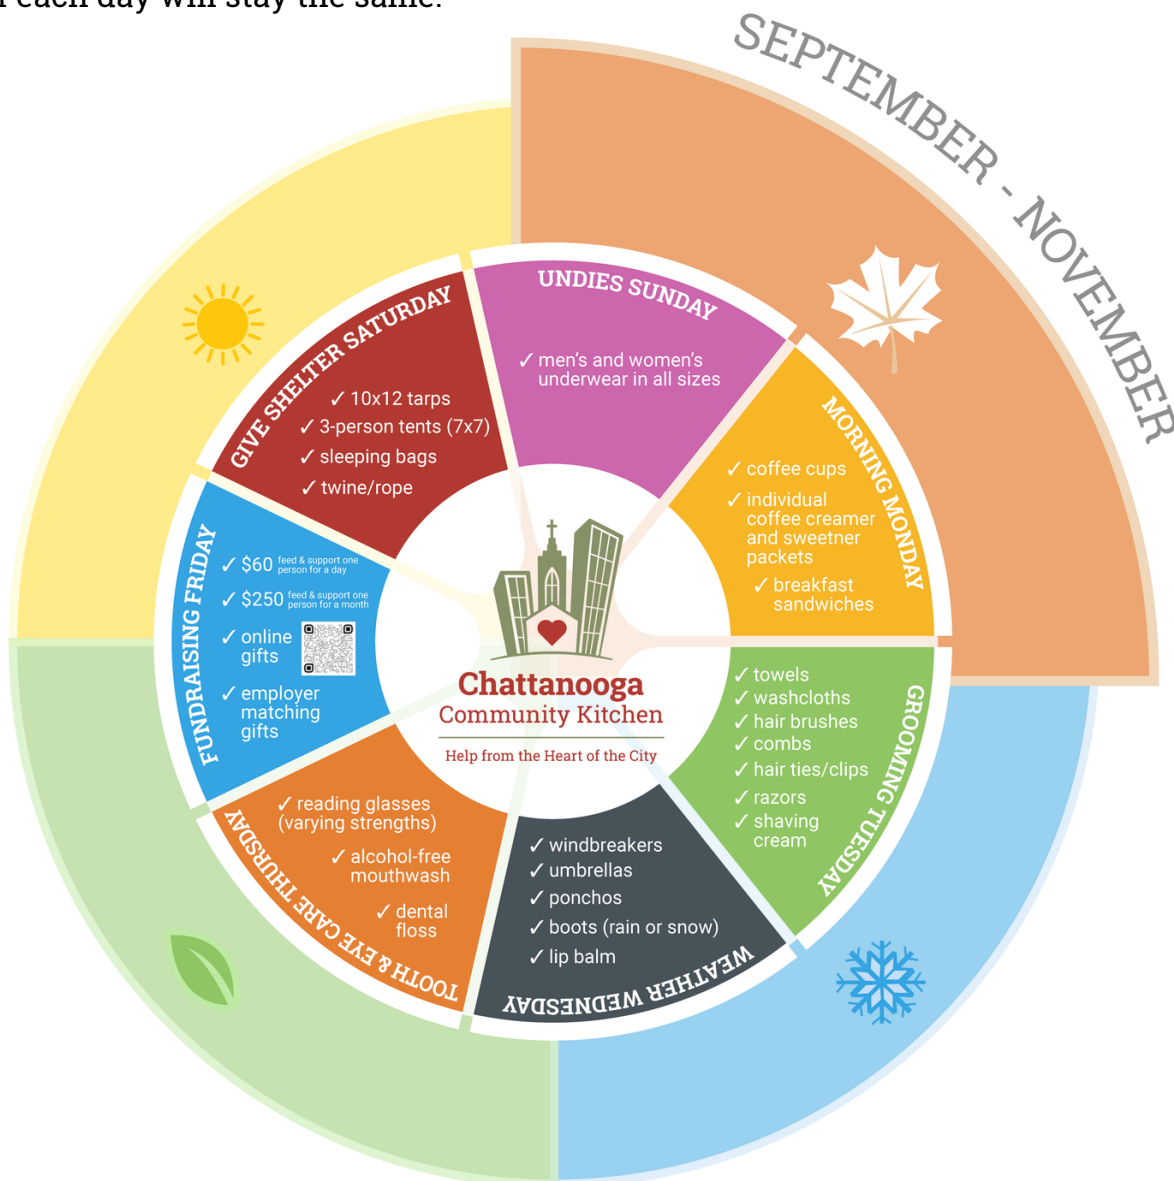 each day will stay the same.
SEPTEMBER - NOVEMBER
UNDIES SUNDAY
✓ men's and women's
underwear in all sizes
MORNING MONDAY
✓ coffee cups
✓ individual
coffee creamer
and sweetner
packets
✓ breakfast
sandwiches
GROOMING TUESDAY
✓ towels
✓ washcloths
✓ hair brushes
✓ combs
✓ hair ties/clips
✓ razors
✓ shaving
cream
WEATHER WEDNESDAY
✓ windbreakers
✓ umbrellas
✓ ponchos
✓ boots (rain or snow)
✓ lip balm
TOOTH & EYE CARE THURSDAY
✓ reading glasses
(varying strengths)
✓ alcohol-free
mouthwash
✓ dental
floss
FUNDRAISING FRIDAY
✓ $60 feed & support one
person for a day
✓ $250 feed & support one
person for a month
✓ online
gifts
✓ employer
matching
gifts
GIVE SHELTER SATURDAY
✓ 10x12 tarps
✓ 3-person tents (7x7)
✓ sleeping bags
✓ twine/rope
Chattanooga
Community Kitchen
Help from the Heart of the City